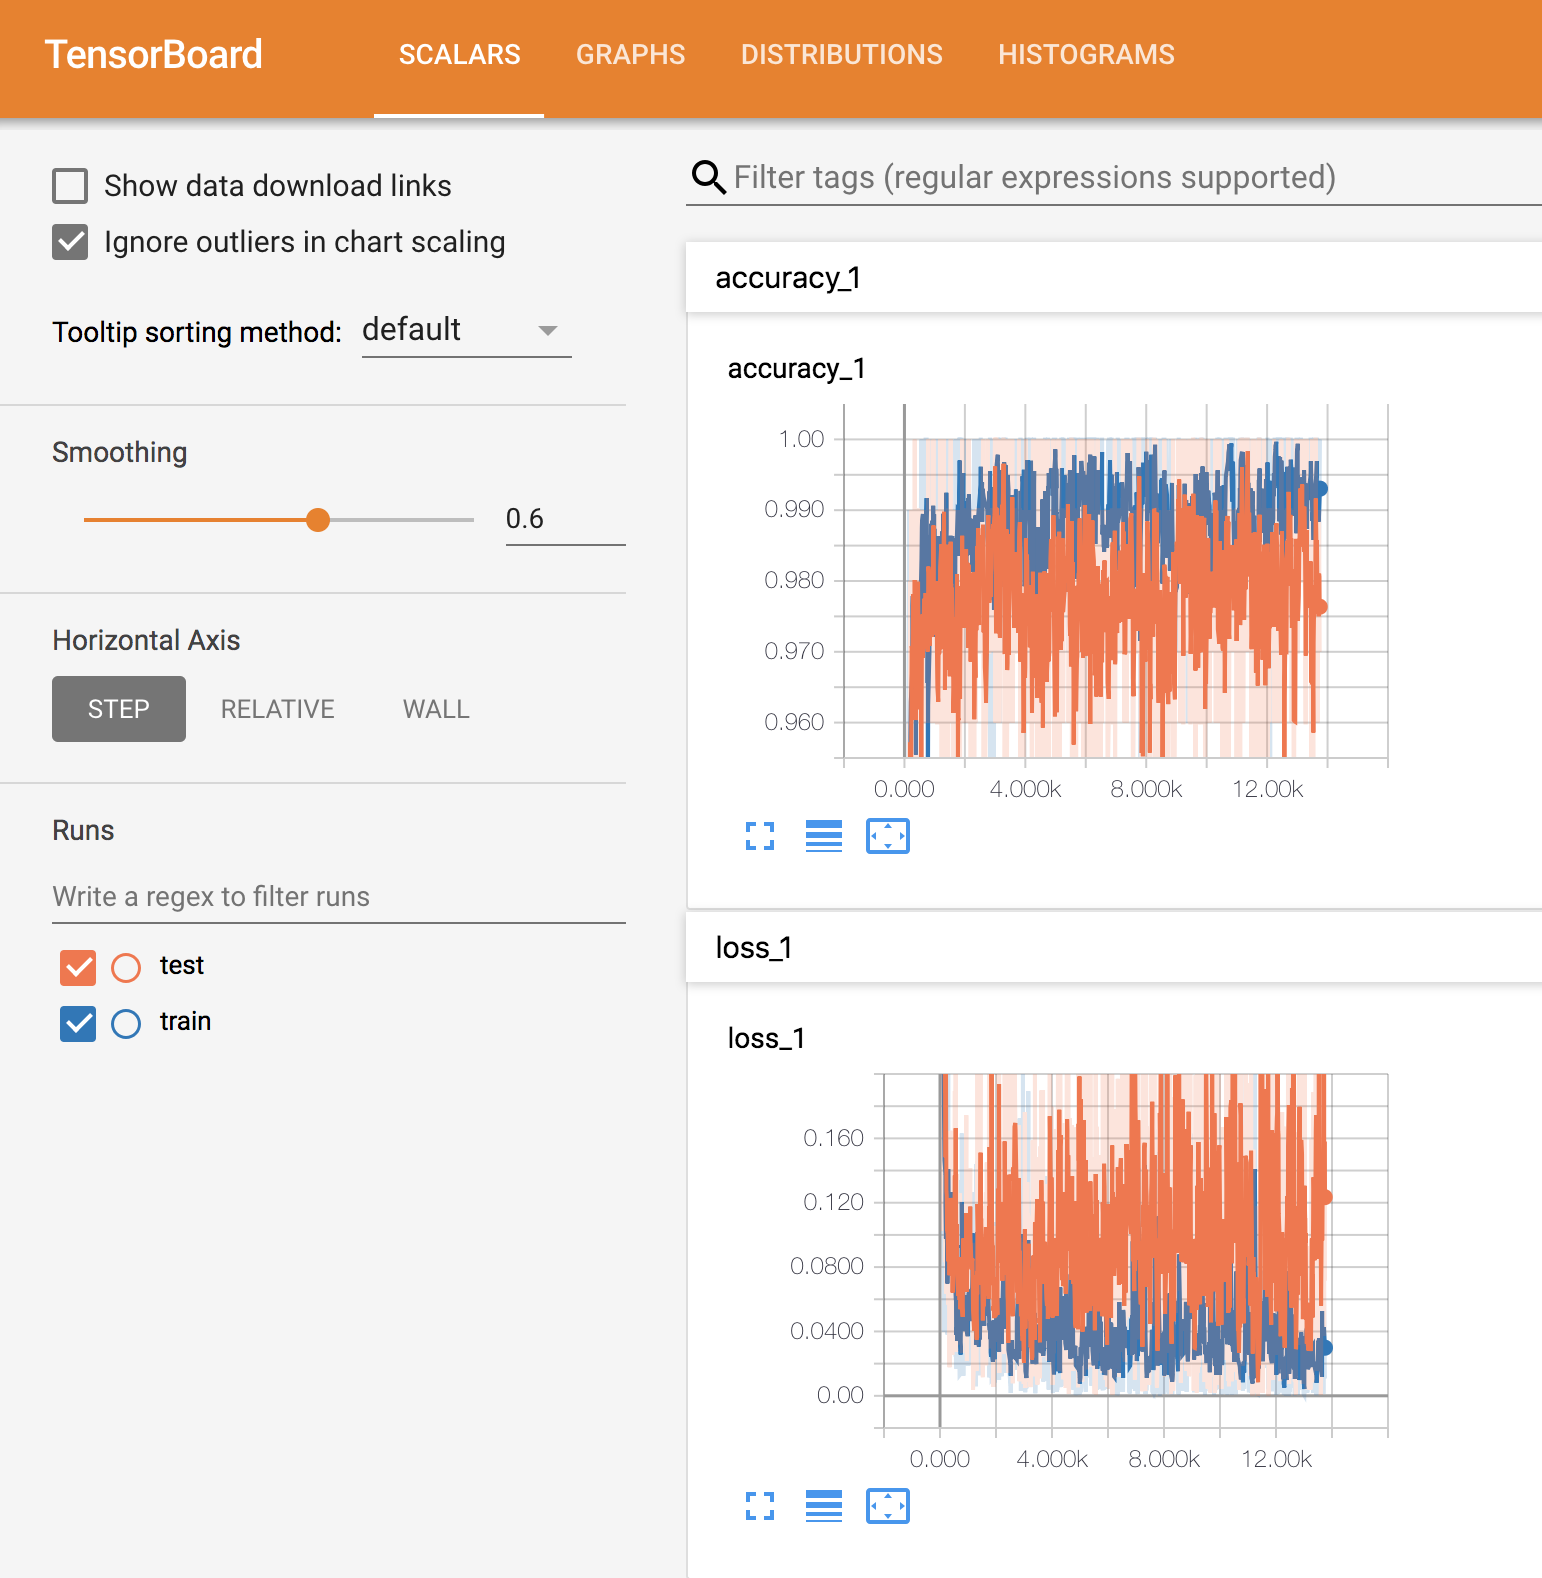 TensorBoard SCALARS GRAPHS DISTRIBUTIONS HISTOGRAMS
Show data download links
Ignore outliers in chart scaling
Tooltip sorting method: default
Smoothing
0.6
Horizontal Axis
STEP RELATIVE WALL
Runs
Write a regex to filter runs
test
train
Filter tags (regular expressions supported)
accuracy_1
accuracy_1
1.00
0.990
0.980
0.970
0.960
0.000 4.000k 8.000k 12.00k
loss_1
loss_1
0.160
0.120
0.0800
0.0400
0.00
0.000 4.000k 8.000k 12.00k